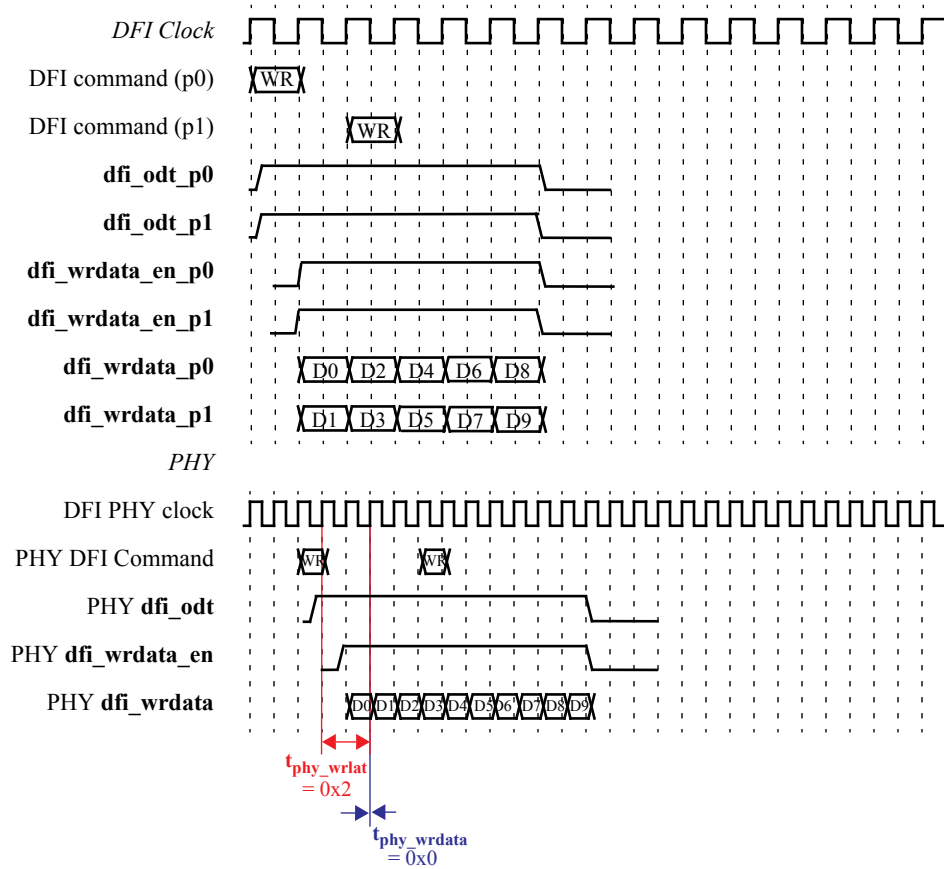 DFI Clock
DFI command (p0) WR
DFI command (p1) WR
dfi_odt_p0
dfi_odt_p1
dfi_wrdata_en_p0
dfi_wrdata_en_p1
dfi_wrdata_p0 D0 D2 D4 D6 D8
dfi_wrdata_p1 D1 D3 D5 D7 D9
PHY
DFI PHY clock
PHY DFI Command WR WR
PHY dfi_odt
PHY dfi_wrdata_en
PHY dfi_wrdata D0 D1 D2 D3 D4 D5 D6 D7 D8 D9
tphy_wrlat
= 0x2
tphy_wrdata
= 0x0